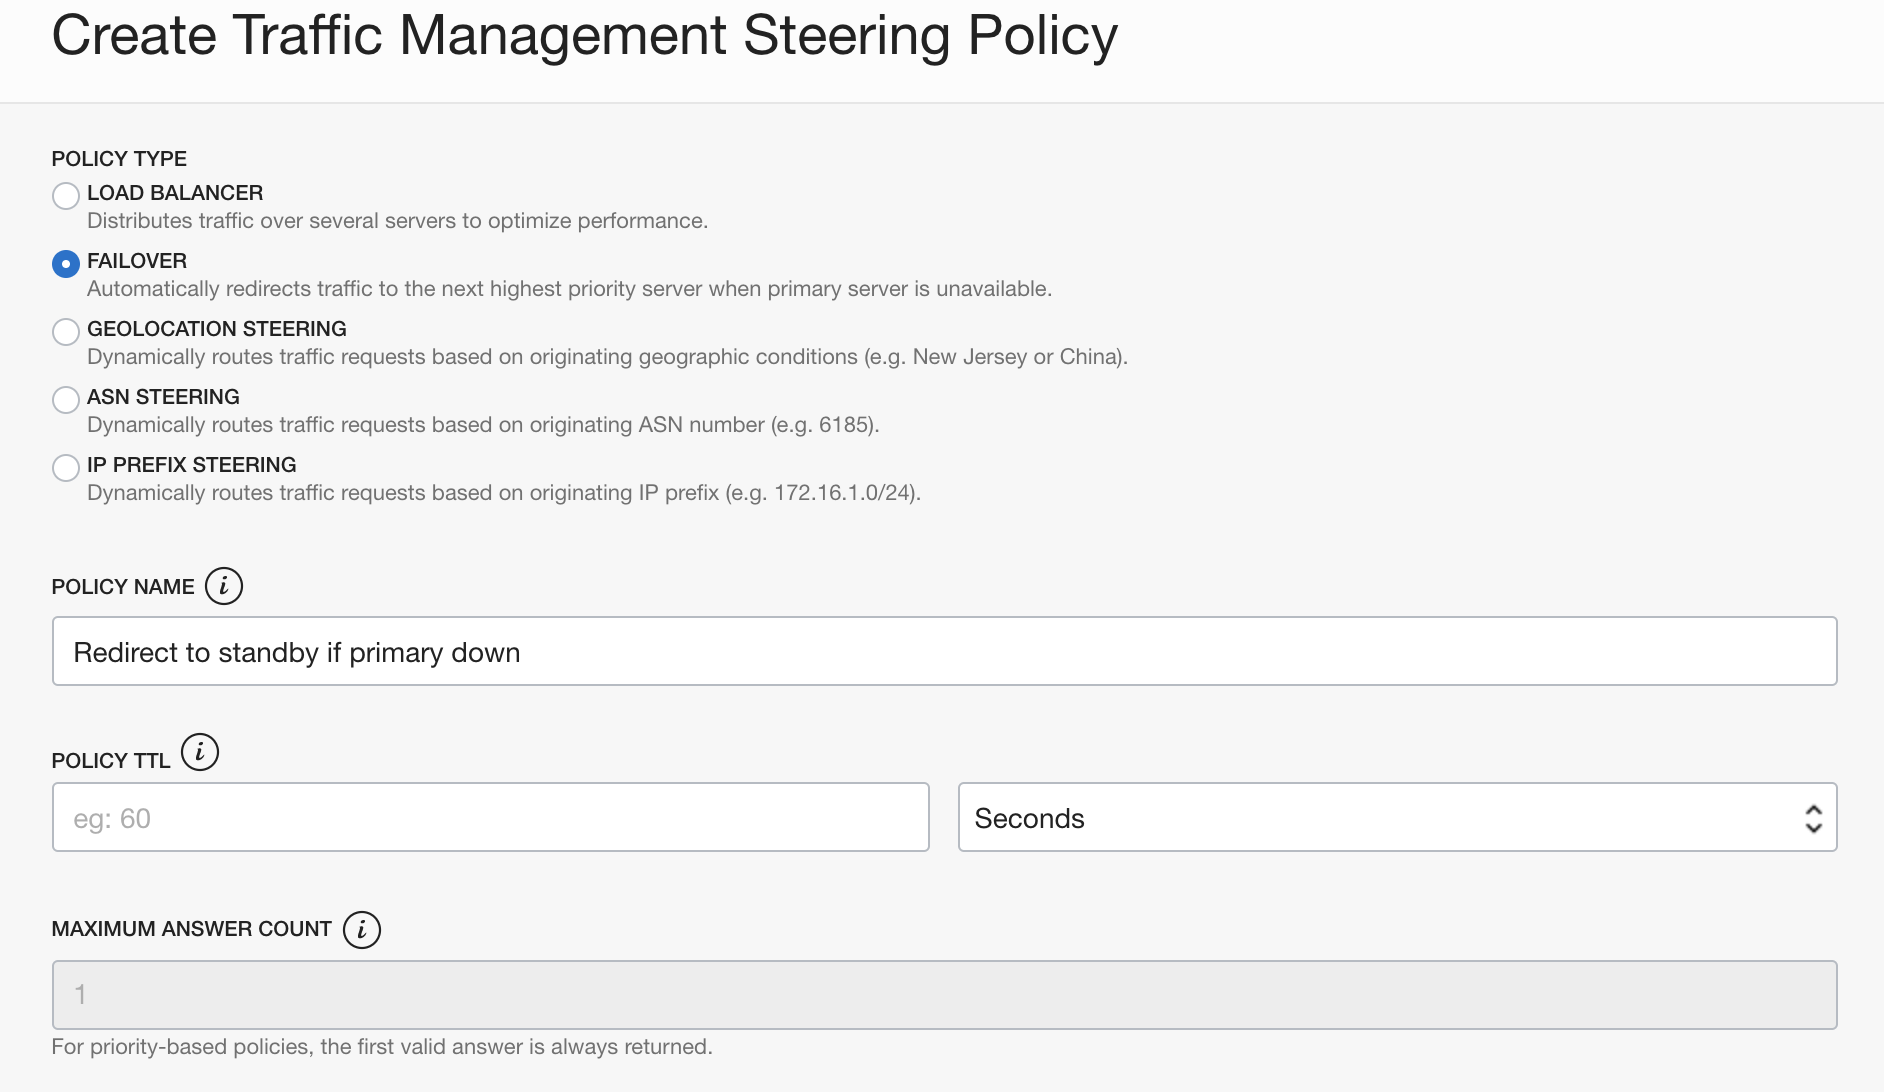 Create Traffic Management Steering Policy
POLICY TYPE
LOAD BALANCER
Distributes traffic over several servers to optimize performance.
FAILOVER
Automatically redirects traffic to the next highest priority server when primary server is unavailable.
GEOLOCATION STEERING
Dynamically routes traffic requests based on originating geographic conditions (e.g. New Jersey or China).
ASN STEERING
Dynamically routes traffic requests based on originating ASN number (e.g. 6185).
IP PREFIX STEERING
Dynamically routes traffic requests based on originating IP prefix (e.g. 172.16.1.0/24).
POLICY NAME i
Redirect to standby if primary down
POLICY TTL i
eg: 60 Seconds
MAXIMUM ANSWER COUNT i
1
For priority-based policies, the first valid answer is always returned.